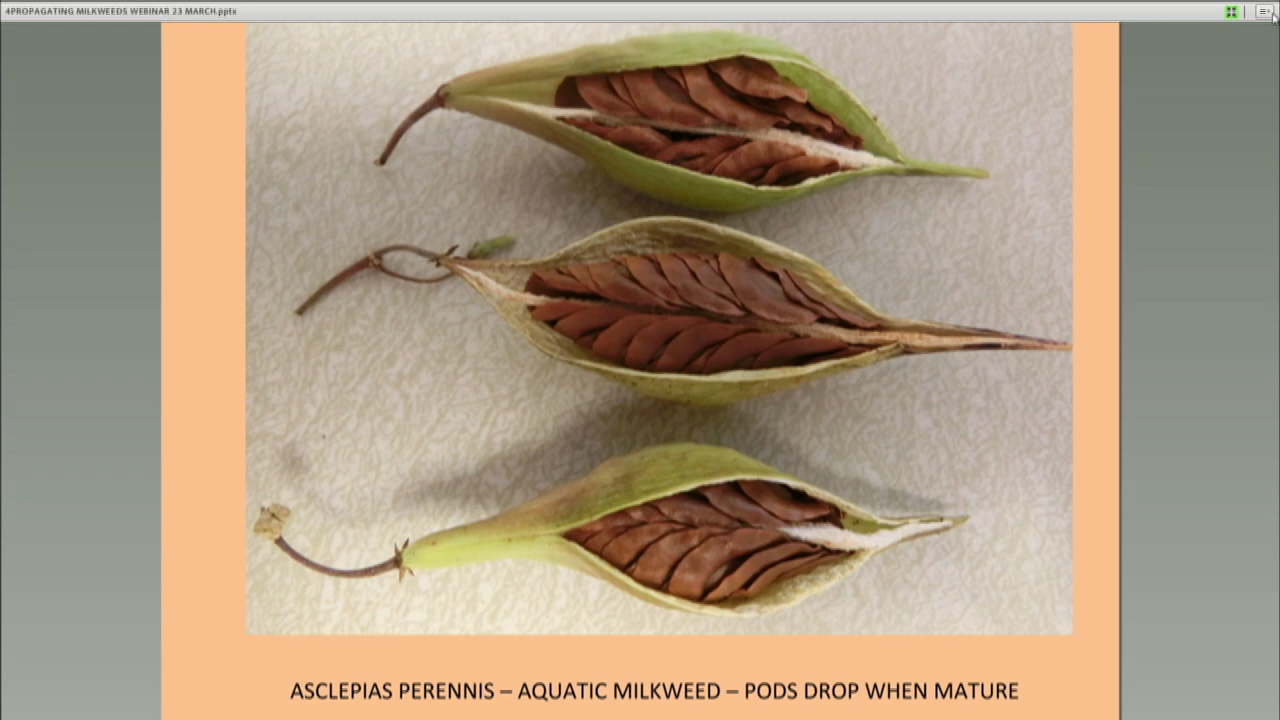 4PROPAGATING MILKWEEDS WEBINAR 23 MARCH.pptx
ASCLEPIAS PERENNIS – AQUATIC MILKWEED – PODS DROP WHEN MATURE